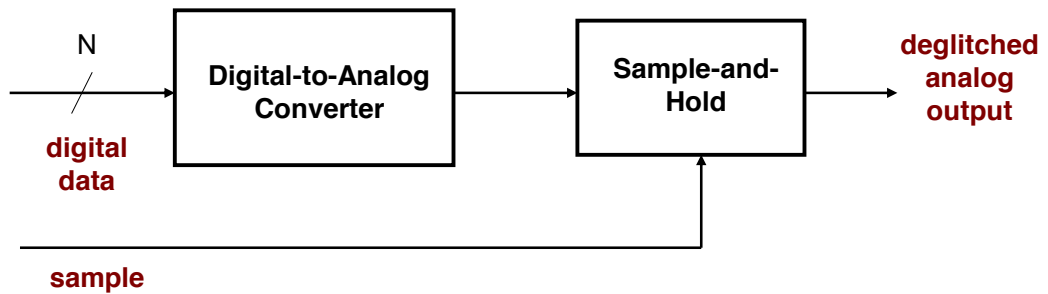 N
digital
data
Digital-to-Analog
Converter
Sample-and-
Hold
deglitched
analog
output
sample